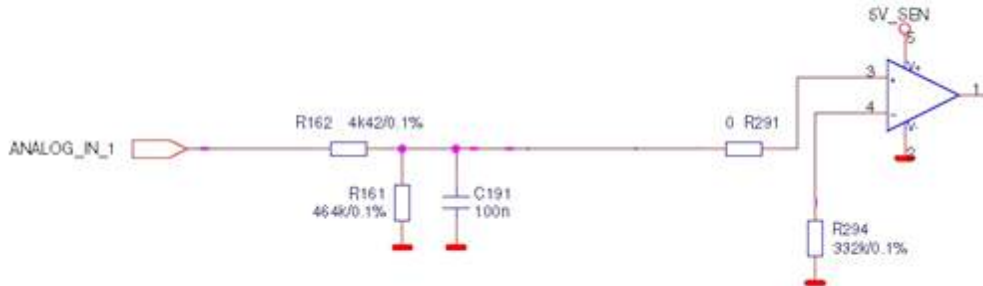 5V_SEN
5
V+
3
+
1
4
−
V-
2
R162 4k42/0.1%
0 R291
ANALOG_IN_1
R161
464k/0.1%
C191
100n
R294
332k/0.1%